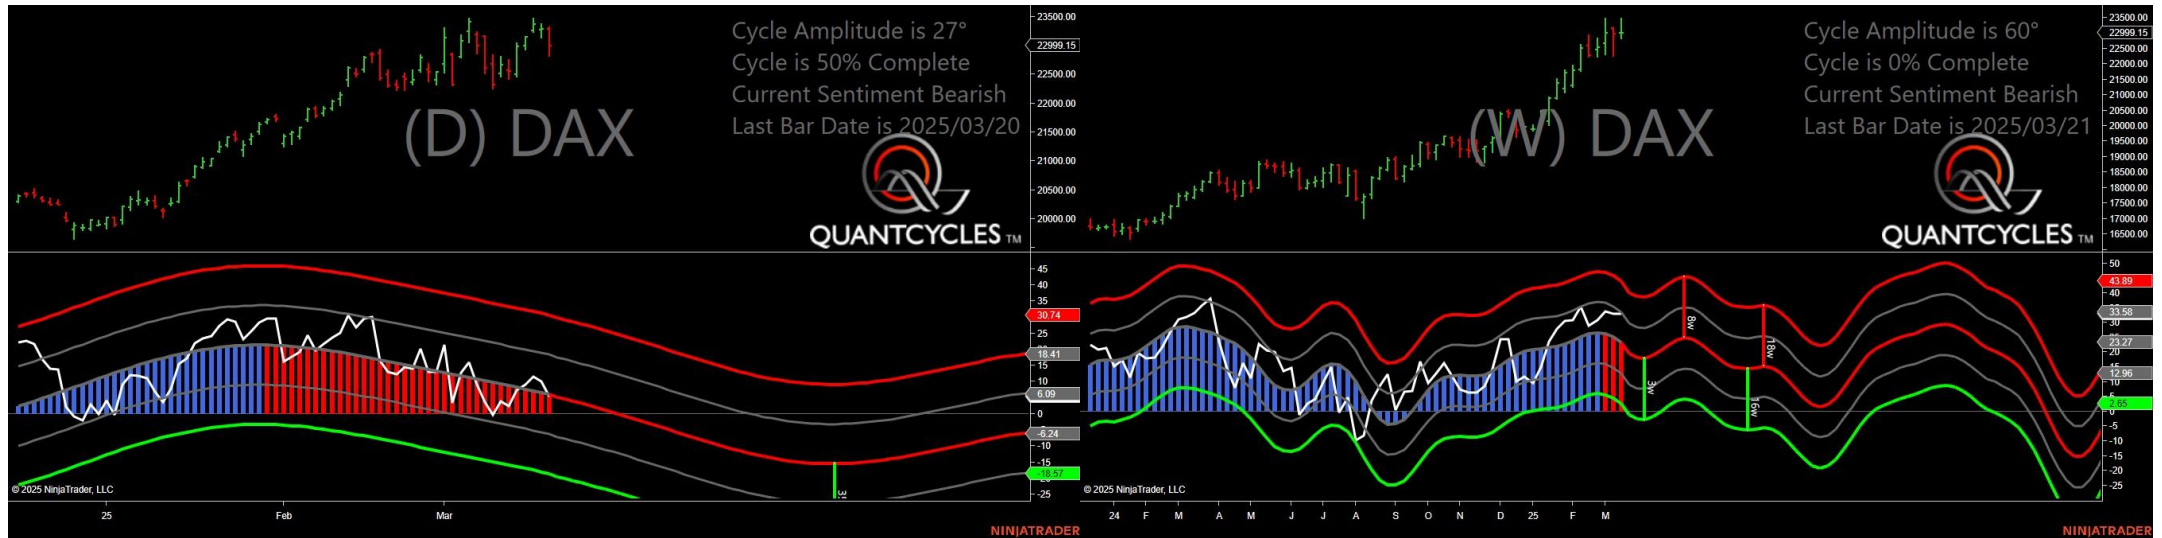 Cycle Amplitude is 27°
Cycle is 50% Complete
Current Sentiment Bearish
Last Bar Date is 2025/03/20
(D) DAX
QUANTCYCLES TM
23500.00
22999.15
22500.00
22000.00
21500.00
21000.00
20500.00
20000.00
45
40
35
30.74
25
18.41
15
10
6.09
0
-6.24
-10
-15
-18.57
-25
© 2025 NinjaTrader, LLC
25 Feb Mar
NINJATRADER
Cycle Amplitude is 60°
Cycle is 0% Complete
Current Sentiment Bearish
Last Bar Date is 2025/03/21
(W) DAX
QUANTCYCLES TM
23500.00
22999.15
22500.00
22000.00
21500.00
21000.00
20500.00
20000.00
19500.00
19000.00
18500.00
18000.00
17500.00
17000.00
16500.00
8w
18w
3w
16w
50
43.89
40
33.58
30
23.27
20
12.96
10
2.65
-5
-10
-15
-20
-25
© 2025 NinjaTrader, LLC
24 F M A M J J A S O N D 25 F M
NINJATRADER